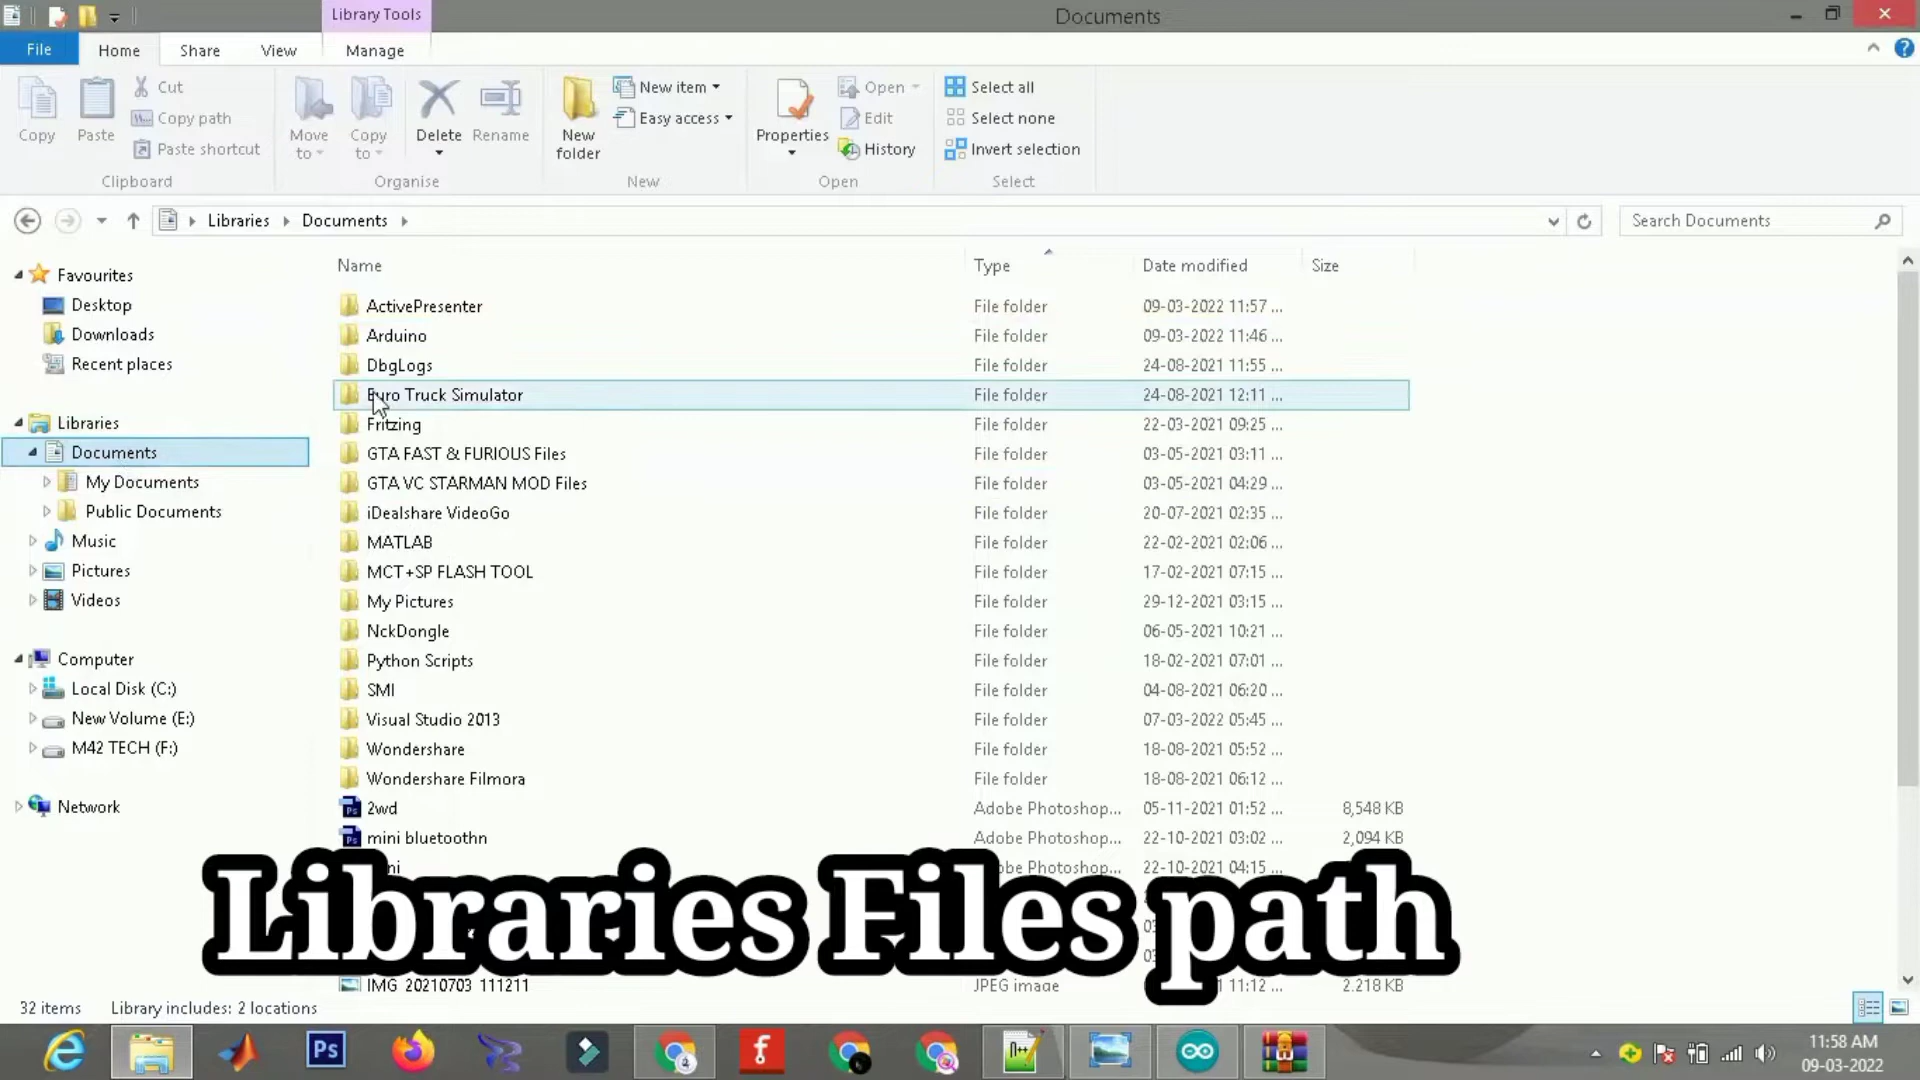 Library Tools
Documents
File Home Share View Manage
Copy
Paste
Cut
Copy path
Paste shortcut
Clipboard
Move to
Copy to
Delete
Rename
Organise
New folder
New item
Easy access
New
Properties
Open
Edit
History
Open
Select all
Select none
Invert selection
Select
Libraries Documents
Search Documents
Favourites
Desktop
Downloads
Recent places
Libraries
Documents
My Documents
Public Documents
Music
Pictures
Videos
Computer
Local Disk (C:)
New Volume (E:)
M42 TECH (F:)
Network
Name Type Date modified Size
ActivePresenter File folder 09-03-2022 11:57 ...
Arduino File folder 09-03-2022 11:46 ...
DbgLogs File folder 24-08-2021 11:55 ...
Euro Truck Simulator File folder 24-08-2021 12:11 ...
Fritzing File folder 22-03-2021 09:25 ...
GTA FAST & FURIOUS Files File folder 03-05-2021 03:11 ...
GTA VC STARMAN MOD Files File folder 03-05-2021 04:29 ...
iDealshare VideoGo File folder 20-07-2021 02:35 ...
MATLAB File folder 22-02-2021 02:06 ...
MCT+SP FLASH TOOL File folder 17-02-2021 07:15 ...
My Pictures File folder 29-12-2021 03:15 ...
NckDongle File folder 06-05-2021 10:21 ...
Python Scripts File folder 18-02-2021 07:01 ...
SMI File folder 04-08-2021 06:20 ...
Visual Studio 2013 File folder 07-03-2022 05:45 ...
Wondershare File folder 18-08-2021 05:52 ...
Wondershare Filmora File folder 18-08-2021 06:12 ...
2wd Adobe Photoshop... 05-11-2021 01:52 ... 8,548 KB
mini bluetoothn Adobe Photoshop... 22-10-2021 03:02 ... 2,094 KB
22-10-2021 04:15 ...
Libraries Files path
IMG_20210703_111211 JPEG image 11:12 ... 2,218 KB
32 items Library includes: 2 locations
Ps
11:58 AM
09-03-2022